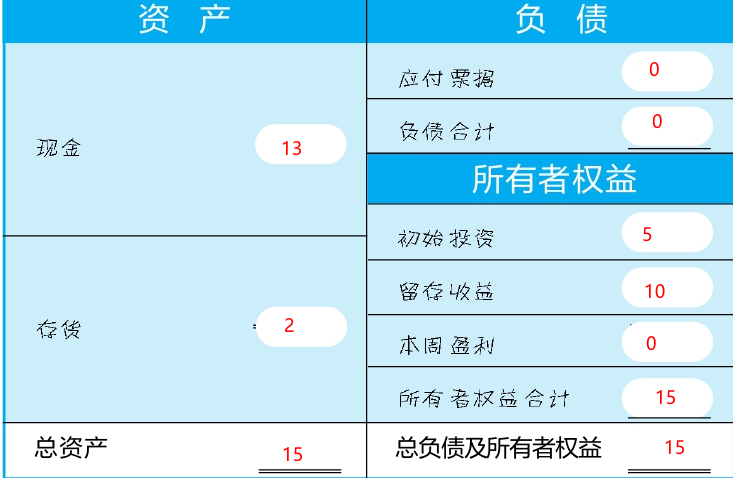 资 产
现金 13
存货 2
总资产 15
负 债
应付票据 0
负债合计 0
所有者权益
初始投资 5
留存收益 10
本周盈利 0
所有者权益合计 15
总负债及所有者权益 15